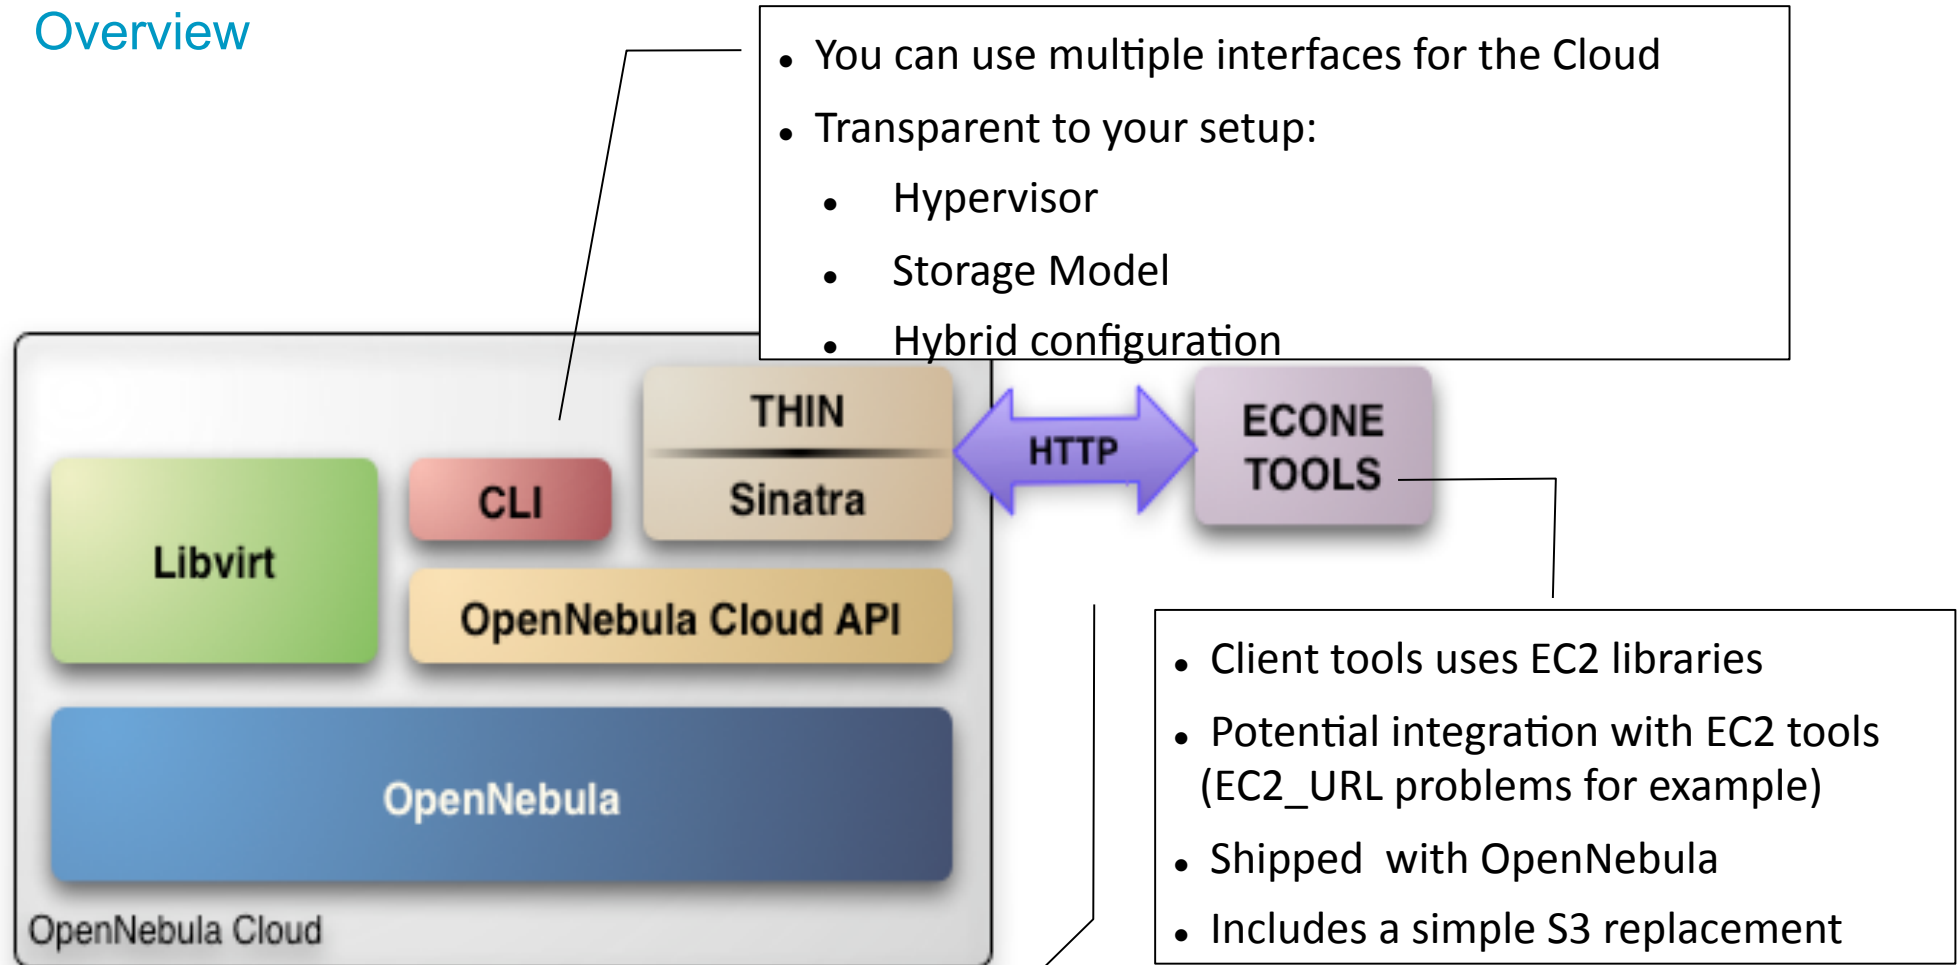 Overview
• You can use multiple interfaces for the Cloud
• Transparent to your setup:
• Hypervisor
• Storage Model
• Hybrid configuration
THIN
Sinatra
HTTP
ECONE
TOOLS
CLI
Libvirt
OpenNebula Cloud API
OpenNebula
OpenNebula Cloud
• Client tools uses EC2 libraries
• Potential integration with EC2 tools
(EC2_URL problems for example)
• Shipped with OpenNebula
• Includes a simple S3 replacement